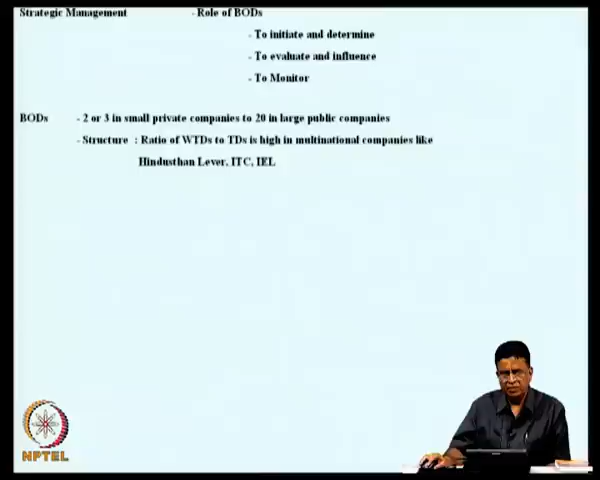 Strategic Management - Role of BODs
- To initiate and determine
- To evaluate and influence
- To Monitor
BODs - 2 or 3 in small private companies to 20 in large public companies
- Structure : Ratio of WTDs to TDs is high in multinational companies like
Hindusthan Lever, ITC, IEL
NPTEL